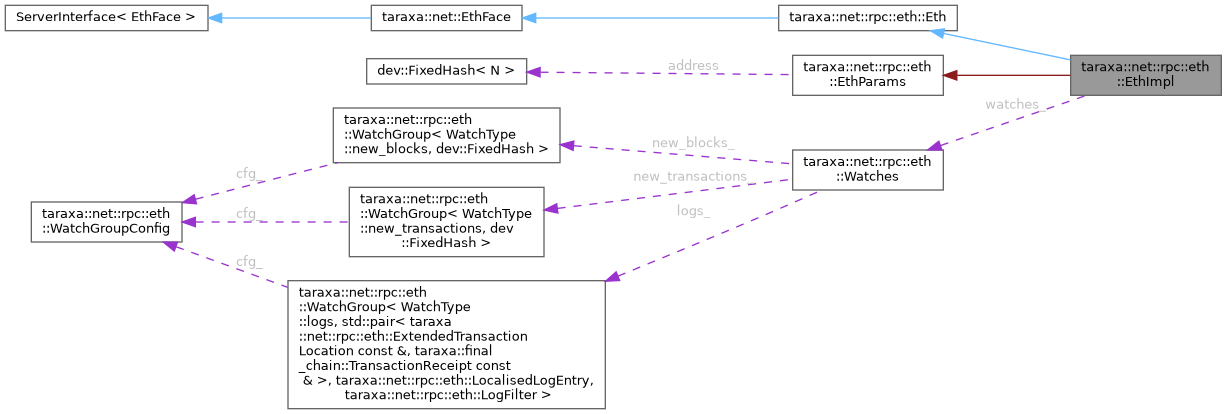 ServerInterface< EthFace >
taraxa::net::EthFace
taraxa::net::rpc::eth::Eth
dev::FixedHash< N >
address
taraxa::net::rpc::eth
::EthParams
taraxa::net::rpc::eth
::EthImpl
watches_
taraxa::net::rpc::eth
::WatchGroup< WatchType
::new_blocks, dev::FixedHash >
new_blocks_
taraxa::net::rpc::eth
::Watches
cfg_
new_transactions_
taraxa::net::rpc::eth
::WatchGroup< WatchType
::new_transactions, dev
::FixedHash >
logs_
cfg_
taraxa::net::rpc::eth
::WatchGroupConfig
cfg_
taraxa::net::rpc::eth
::WatchGroup< WatchType
::logs, std::pair< taraxa
::net::rpc::eth::ExtendedTransaction
Location const &, taraxa::final
_chain::TransactionReceipt const
& >, taraxa::net::rpc::eth::LocalisedLogEntry,
taraxa::net::rpc::eth::LogFilter >